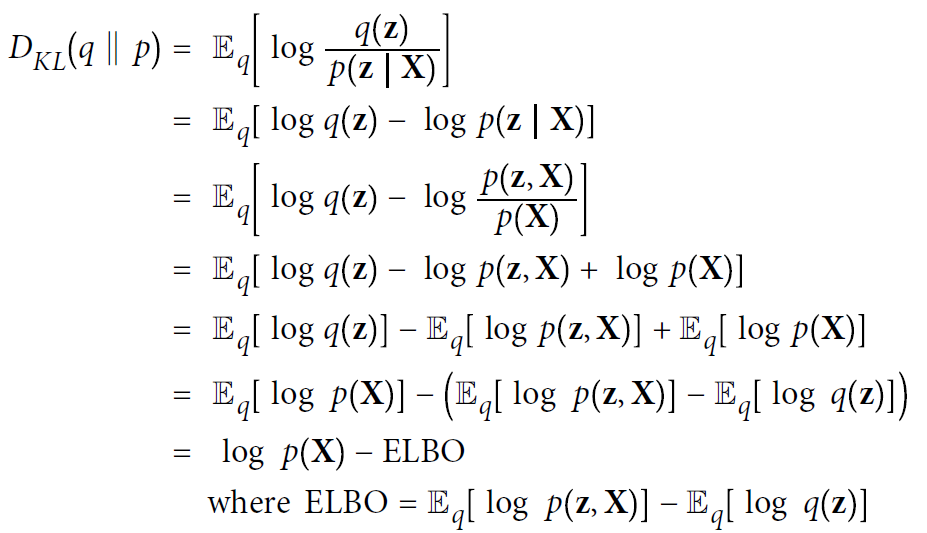 D_{KL}(q ∥ p) = 𝔼_q[ log q(𝐳) / p(𝐳 | 𝐗) ]
= 𝔼_q[ log q(𝐳) − log p(𝐳 | 𝐗)]
= 𝔼_q[ log q(𝐳) − log p(𝐳, 𝐗) / p(𝐗) ]
= 𝔼_q[ log q(𝐳) − log p(𝐳, 𝐗) + log p(𝐗)]
= 𝔼_q[ log q(𝐳)] − 𝔼_q[ log p(𝐳, 𝐗)] + 𝔼_q[ log p(𝐗)]
= 𝔼_q[ log p(𝐗)] − (𝔼_q[ log p(𝐳, 𝐗)] − 𝔼_q[ log q(𝐳)])
= log p(𝐗) − ELBO
where ELBO = 𝔼_q[ log p(𝐳, 𝐗)] − 𝔼_q[ log q(𝐳)]